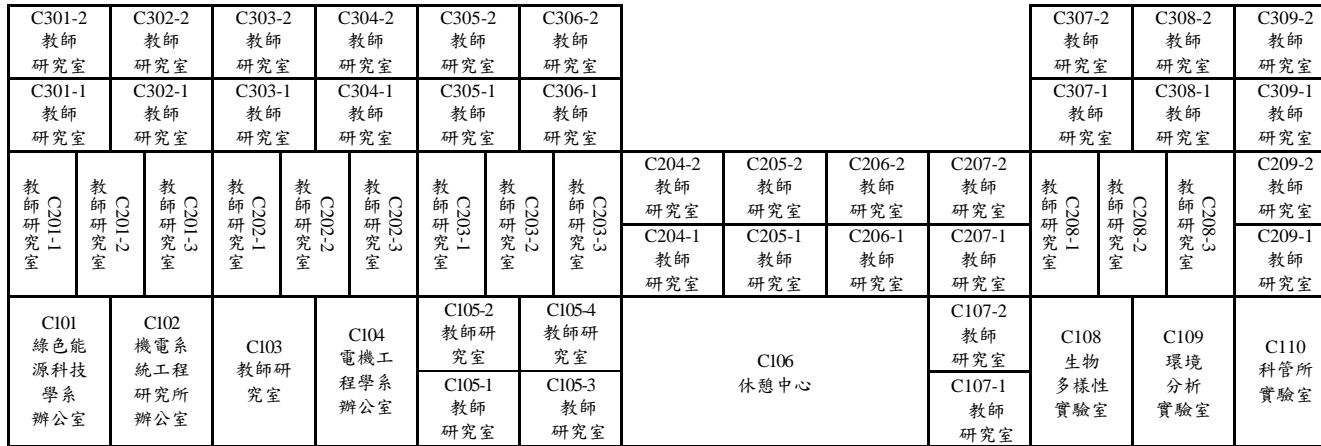 C301-2
教師
研究室
C302-2
教師
研究室
C303-2
教師
研究室
C304-2
教師
研究室
C305-2
教師
研究室
C306-2
教師
研究室
C307-2
教師
研究室
C308-2
教師
研究室
C309-2
教師
研究室
C301-1
教師
研究室
C302-1
教師
研究室
C303-1
教師
研究室
C304-1
教師
研究室
C305-1
教師
研究室
C306-1
教師
研究室
C307-1
教師
研究室
C308-1
教師
研究室
C309-1
教師
研究室
C201-1
教師研究室
C201-2
教師研究室
C201-3
教師研究室
C202-1
教師研究室
C202-2
教師研究室
C202-3
教師研究室
C203-1
教師研究室
C203-2
教師研究室
C203-3
教師研究室
C204-2
教師
研究室
C205-2
教師
研究室
C206-2
教師
研究室
C207-2
教師
研究室
C208-1
教師研究室
C208-2
教師研究室
C208-3
教師研究室
C209-2
教師
研究室
C204-1
教師
研究室
C205-1
教師
研究室
C206-1
教師
研究室
C207-1
教師
研究室
C209-1
教師
研究室
C101
綠色能
源科技
學系
辦公室
C102
機電系
統工程
研究所
辦公室
C103
教師研
究室
C104
電機工
程學系
辦公室
C105-2
教師研
究室
C105-4
教師研
究室
C105-1
教師
研究室
C105-3
教師
研究室
C106
休憩中心
C107-2
教師
研究室
C107-1
教師
研究室
C108
生物
多樣性
實驗室
C109
環境
分析
實驗室
C110
科管所
實驗室